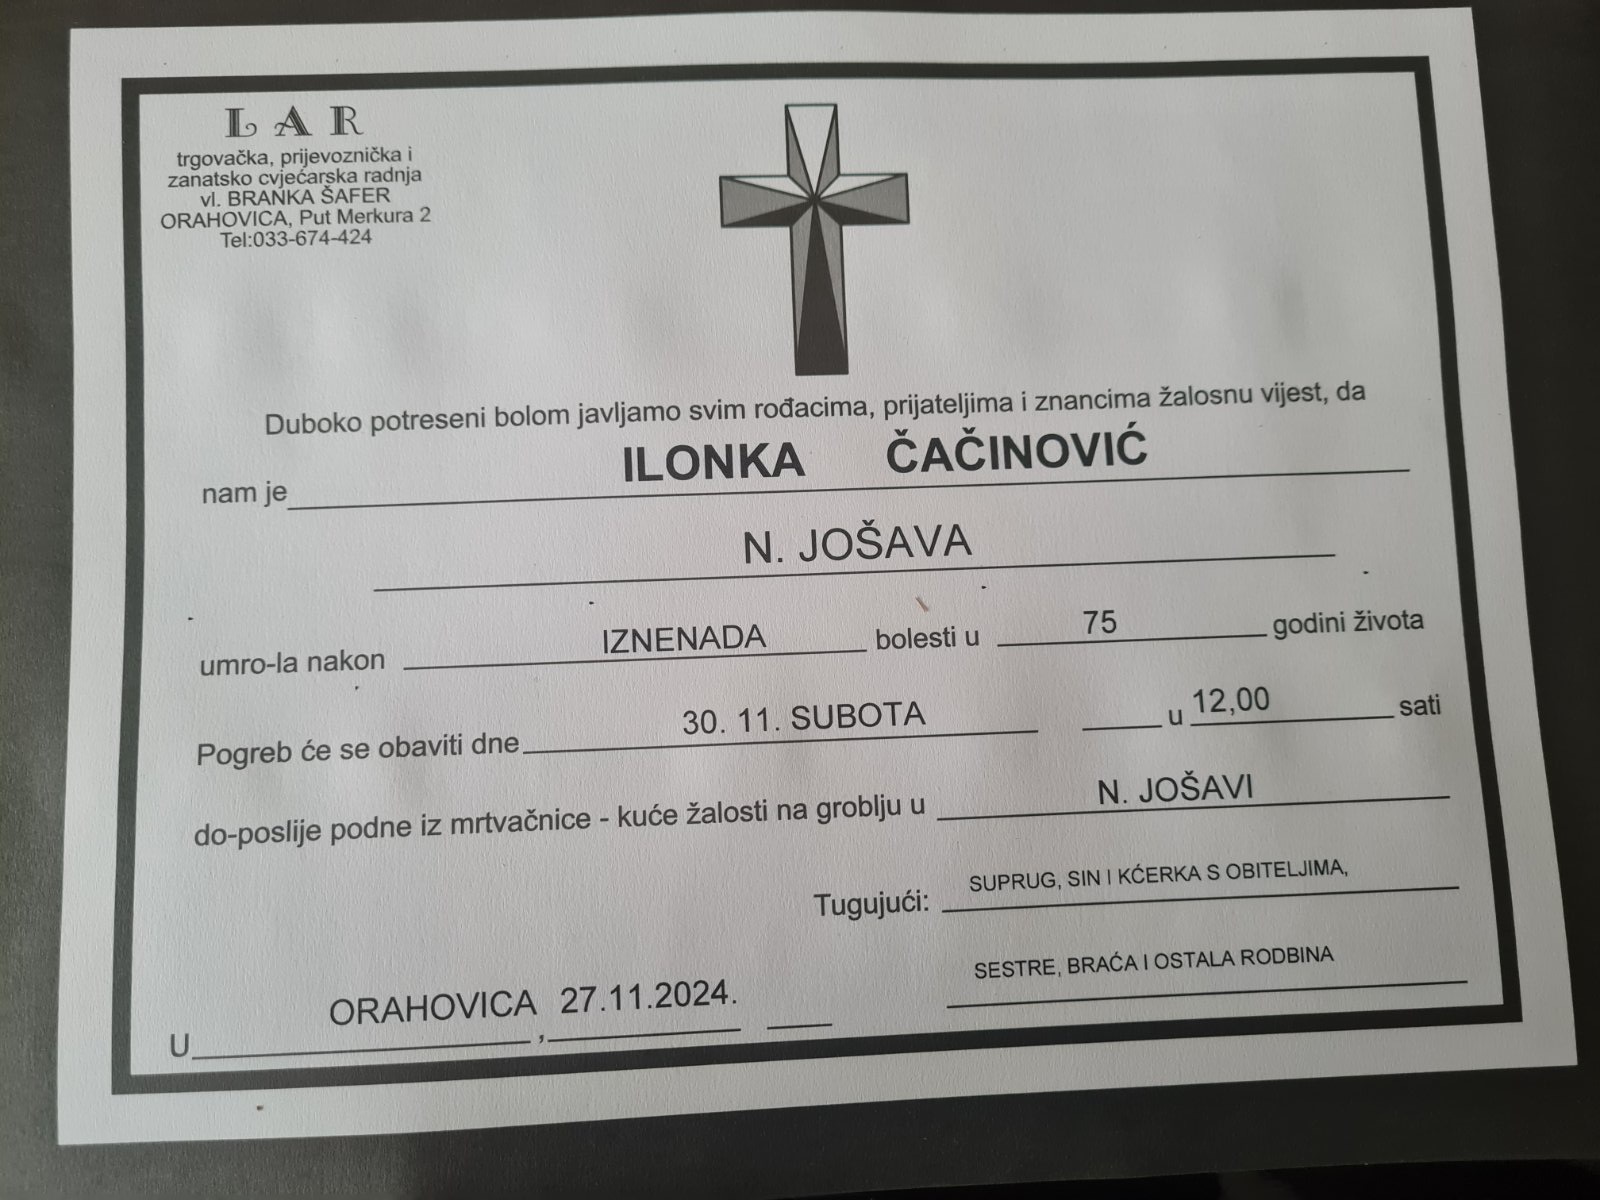 LAR
trgovačka, prijevoznička i
zanatsko cvjećarska radnja
vl. BRANKA ŠAFER
ORAHOVICA, Put Merkura 2
Tel:033-674-424
Duboko potreseni bolom javljamo svim rođacima, prijateljima i znancima žalosnu vijest, da
nam je ILONKA ČAČINOVIĆ
N. JOŠAVA
umro-la nakon IZNENADA bolesti u 75 godini života
Pogreb će se obaviti dne 30. 11. SUBOTA u 12,00 sati
do-poslije podne iz mrtvačnice - kuće žalosti na groblju u N. JOŠAVI
Tugujući: SUPRUG, SIN I KĆERKA S OBITELJIMA,
SESTRE, BRAĆA I OSTALA RODBINA
U ORAHOVICA, 27.11.2024.